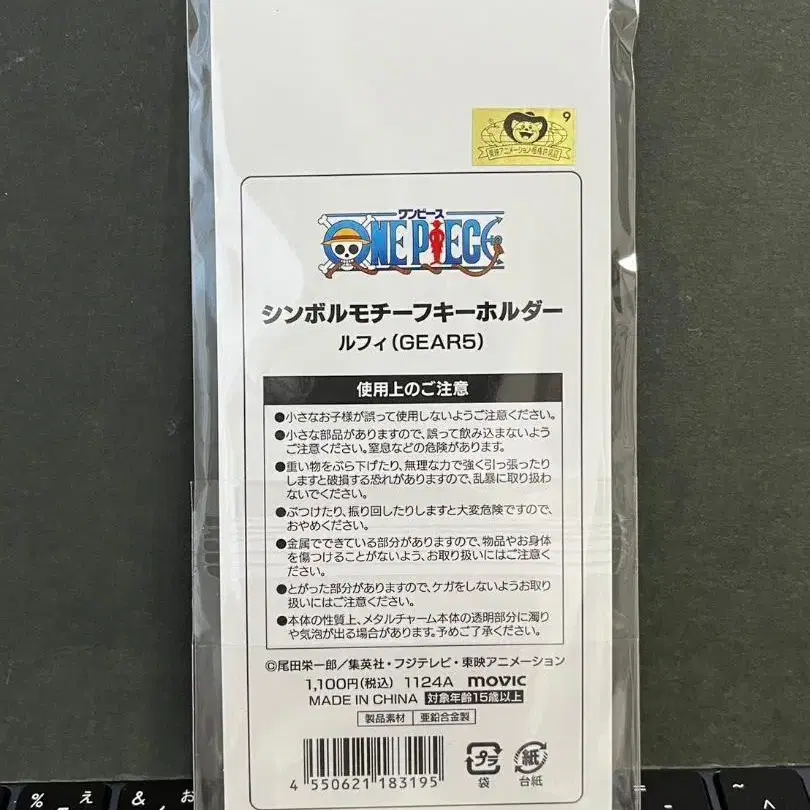 9
東映アニメーション版権許諾証
ワンピース
ONE PIECE
シンボルモチーフキーホルダー
ルフィ(GEAR5)
使用上のご注意
●小さなお子様が誤って使用しないようご注意ください。
●小さな部品がありますので、誤って飲み込まないよう
ご注意ください。窒息などの危険があります。
●重い物をぶら下げたり、無理な力で強く引っ張ったり
しますと破損する恐れがありますので、乱暴に取り扱わ
ないでください。
●ぶつけたり、振り回したりしますと大変危険ですので、
おやめください。
●金属でできている部分がありますので、物品やお身体
を傷つけることがないよう、お取り扱いにはご注意く
ださい。
●とがった部分がありますので、ケガをしないようお取り
扱いにはご注意ください。
●本体の性質上、メタルチャーム本体の透明部分に濁り
や気泡が出る場合があります。予めご了承ください。
©尾田栄一郎／集英社・フジテレビ・東映アニメーション
1,100円(税込) 1124A movic
MADE IN CHINA 対象年齢15歳以上
製品素材 亜鉛合金製
4 550621 183195
プラ 袋
紙 台紙
% え & お